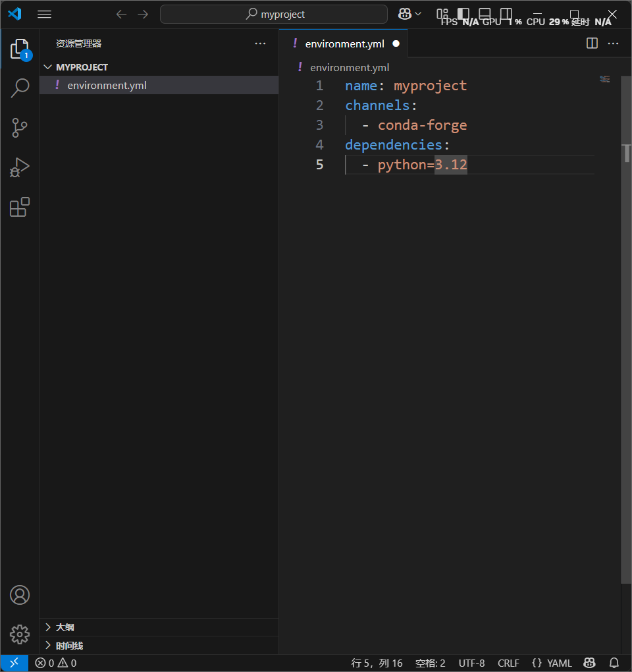 myproject
FPS N/A GPU 1 % CPU 29 % 延时 N/A
资源管理器
1
MYPROJECT
! environment.yml
! environment.yml
! environment.yml
1 name: myproject
2 channels:
3 - conda-forge
4 dependencies:
5 - python=3.12
大纲
时间线
0 0
行 5，列 16 空格: 2 UTF-8 CRLF {} YAML